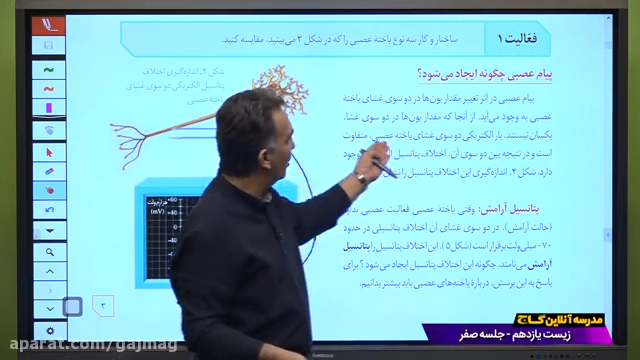 فعالیت ۱
ساختار و کار سه نوع یاختهٔ عصبی را که در شکل ۳ می‌بینید، مقایسه کنید.
شکل ۴ـ اندازه‌گیری اختلاف
پتانسیل الکتریکی دو سوی غشای
یاختهٔ عصبی
پیام عصبی چگونه ایجاد می‌شود؟
پیام عصبی در اثر تغییر مقدار یون‌ها در دو سوی غشای یاختهٔ
عصبی به وجود می‌آید. از آنجا که مقدار یون‌ها در دو سوی غشا،
یکسان نیستند، بار الکتریکی دو سوی غشای یاختهٔ عصبی، متفاوت
است و در نتیجه بین دو سوی آن، اختلاف پتانسیل وجود
دارد. شکل ۴، اندازه‌گیری این اختلاف پتانسیل را
پتانسیل آرامش: وقتی یاختهٔ عصبی فعالیت عصبی
(حالت آرامش)، در دو سوی غشای آن اختلاف پتانسیلی در حدود
۷۰- میلی ولت برقرار است (شکل ۵). این اختلاف پتانسیل را پتانسیل
آرامش می‌نامند. چگونه این اختلاف پتانسیل ایجاد می‌شود؟ برای
پاسخ به این پرسش، دربارهٔ یاخته‌های عصبی باید بیشتر بدانیم.
هزارم ولت
(mV)
+80
+40
0
-40
۳
مدرسه آنلاین گاج
زیست یازدهم - جلسه صفر
aparat.com/gajmag